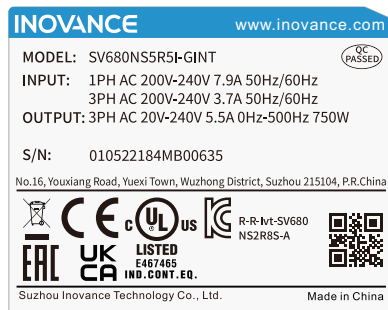 INOVANCE www.inovance.com
MODEL: SV680NS5R5I-GINT
QC
PASSED
INPUT: 1PH AC 200V-240V 7.9A 50Hz/60Hz
3PH AC 200V-240V 3.7A 50Hz/60Hz
OUTPUT: 3PH AC 20V-240V 5.5A 0Hz-500Hz 750W
S/N: 010522184MB00635
No.16, Youxiang Road, Yuexi Town, Wuzhong District, Suzhou 215104, P.R.China
CE c UL US R-R-Ivt-SV680
NS2R8S-A
LISTED
E467465
IND.CONT.EQ.
EAC UK
CA
Suzhou Inovance Technology Co., Ltd. Made in China